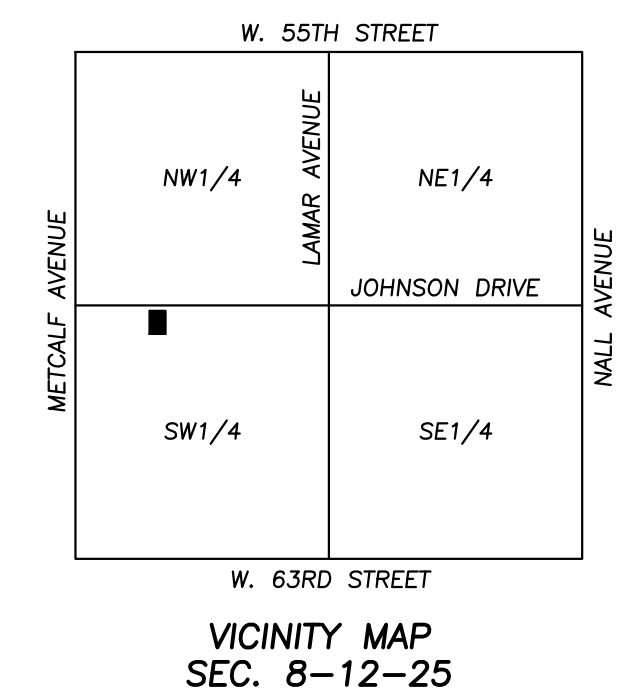 W. 55TH STREET
LAMAR AVENUE
NW1/4
NE1/4
METCALF AVENUE
JOHNSON DRIVE
NALL AVENUE
SW1/4
SE1/4
W. 63RD STREET
VICINITY MAP
SEC. 8-12-25